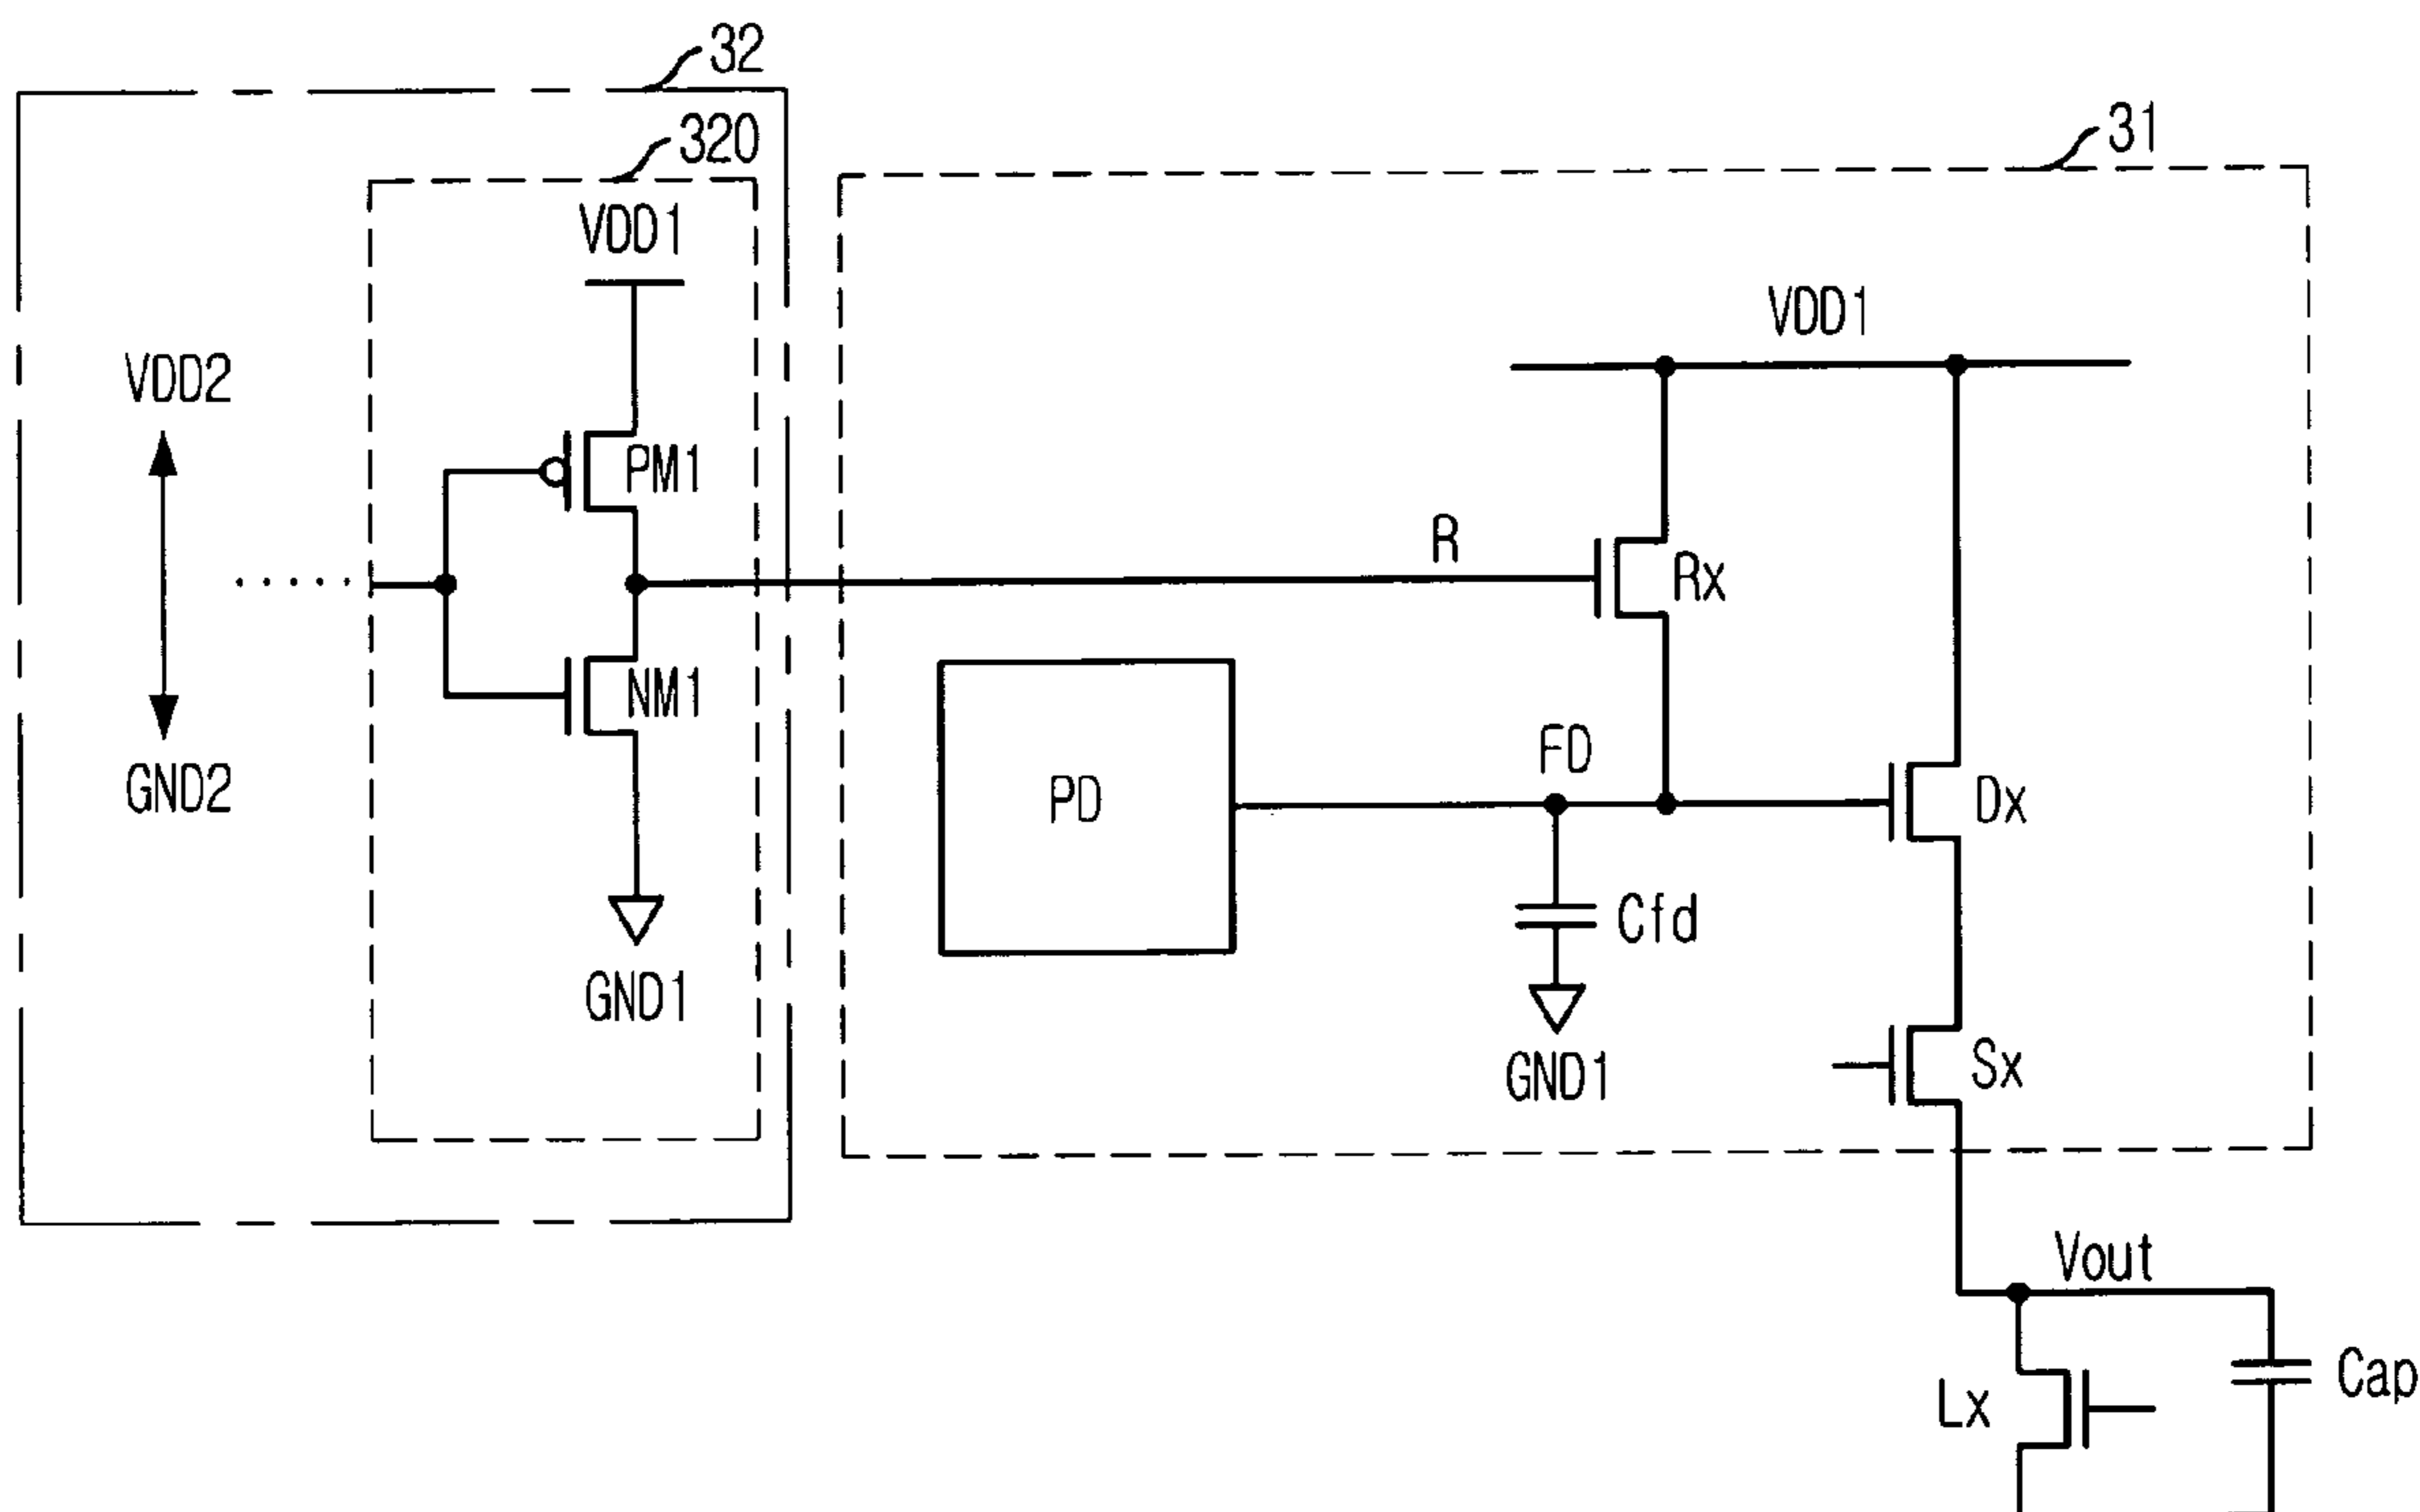 32
320
31
VDD1
VDD1
VDD2
PM1
R
Rx
NM1
FD
GND2
PD
Dx
Cfd
GND1
GND1
Sx
Vout
Lx
Cap